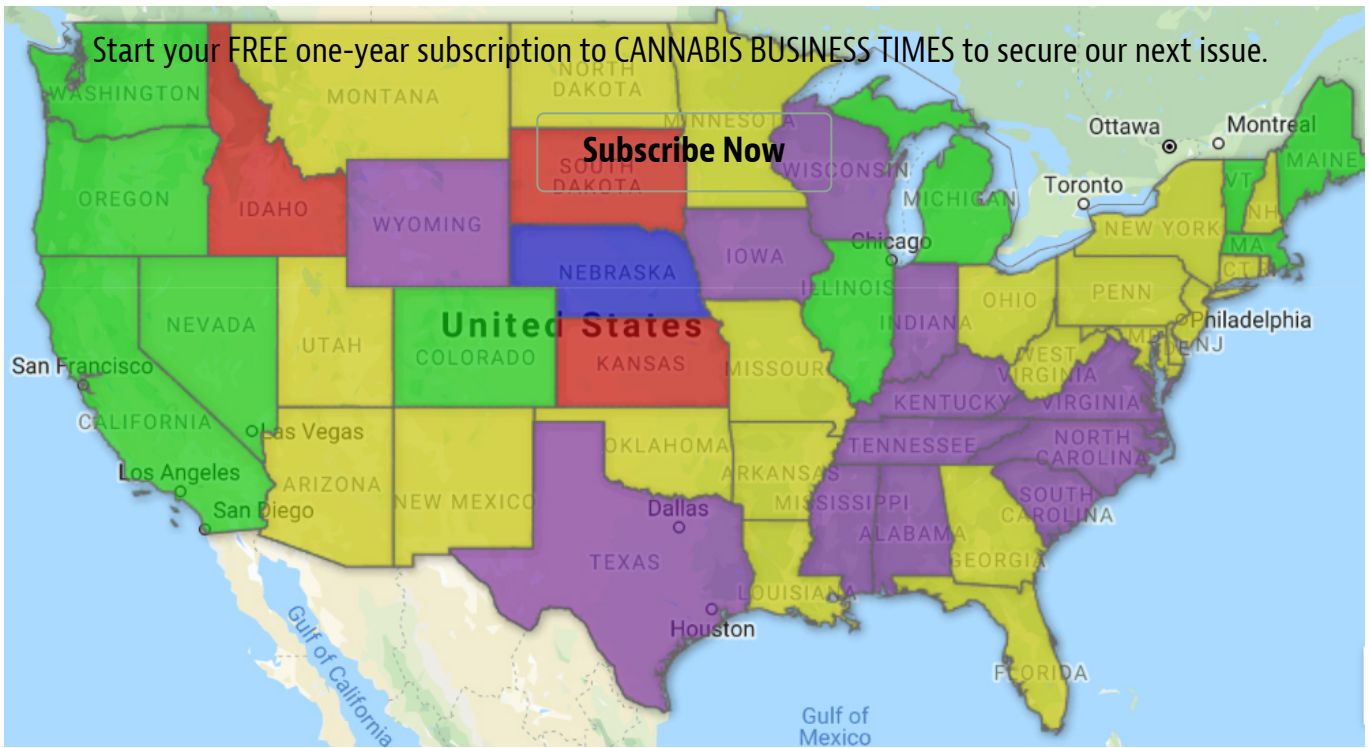 Start your FREE one-year subscription to CANNABIS BUSINESS TIMES to secure our next issue.
WASHINGTON
MONTANA
NORTH
DAKOTA
MINNESOTA
Ottawa
Montreal
Subscribe Now
SOUTH
DAKOTA
WISCONSIN
MAINE
OREGON
IDAHO
WYOMING
MICHIGAN
Toronto
VT
NH
NEW YORK
MA
CT
RI
Chicago
IOWA
NEBRASKA
ILLINOIS
INDIANA
OHIO
PENN
Philadelphia
NEVADA
UTAH
United States
COLORADO
KANSAS
MISSOUR
WEST
VIRGINIA
MD
DE
NJ
San Francisco
CALIFORNIA
Las Vegas
KENTUCKY
VIRGINIA
Los Angeles
ARIZONA
NEW MEXICO
OKLAHOMA
ARKANSAS
TENNESSEE
NORTH
CAROLINA
San Diego
Dallas
MISSISSIPPI
ALABAMA
SOUTH
CAROLINA
GEORGIA
TEXAS
LOUISIANA
Houston
FLORIDA
Gulf of California
Gulf of
Mexico